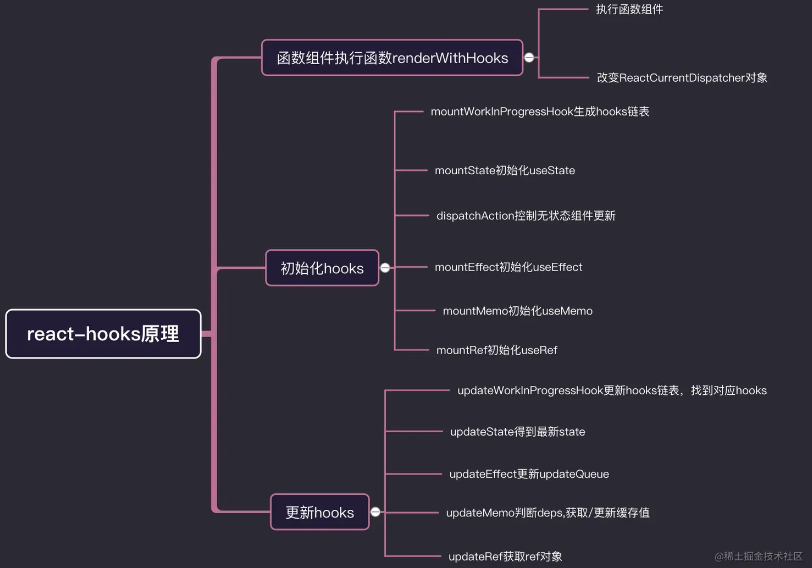 react-hooks原理
函数组件执行函数renderWithHooks
执行函数组件
改变ReactCurrentDispatcher对象
初始化hooks
mountWorkInProgressHook生成hooks链表
mountState初始化useState
dispatchAction控制无状态组件更新
mountEffect初始化useEffect
mountMemo初始化useMemo
mountRef初始化useRef
更新hooks
updateWorkInProgressHook更新hooks链表，找到对应hooks
updateState得到最新state
updateEffect更新updateQueue
updateMemo判断deps,获取/更新缓存值
updateRef获取ref对象
@稀土掘金技术社区